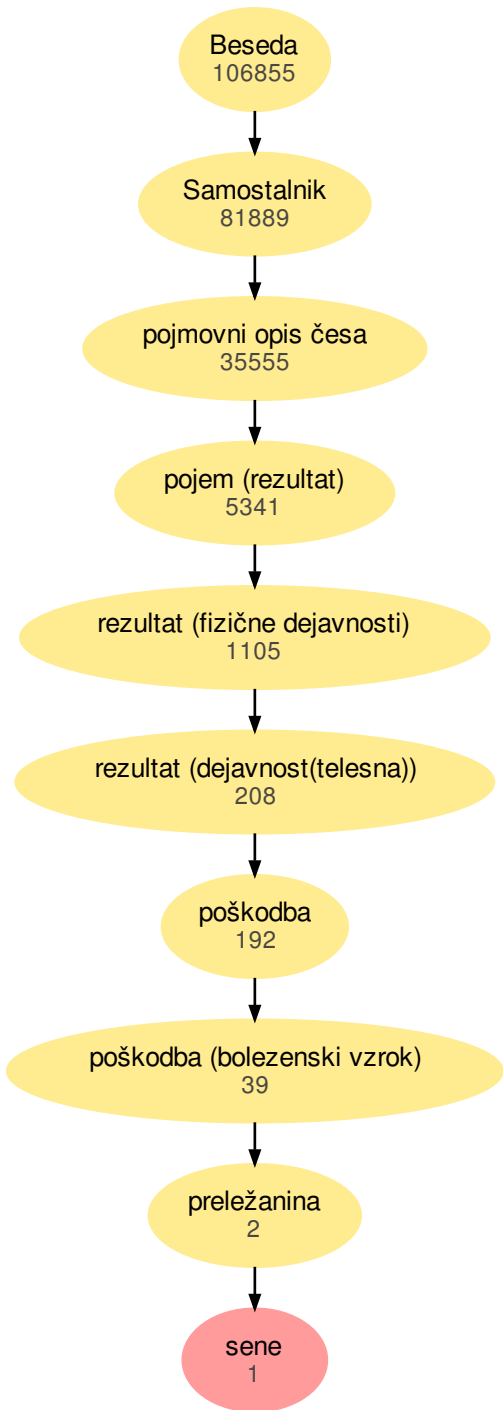 Beseda
106855
Samostalnik
81889
pojmovni opis česa
35555
pojem (rezultat)
5341
rezultat (fizične dejavnosti)
1105
rezultat (dejavnost(telesna))
208
poškodba
192
poškodba (bolezenski vzrok)
39
preležanina
2
sene
1